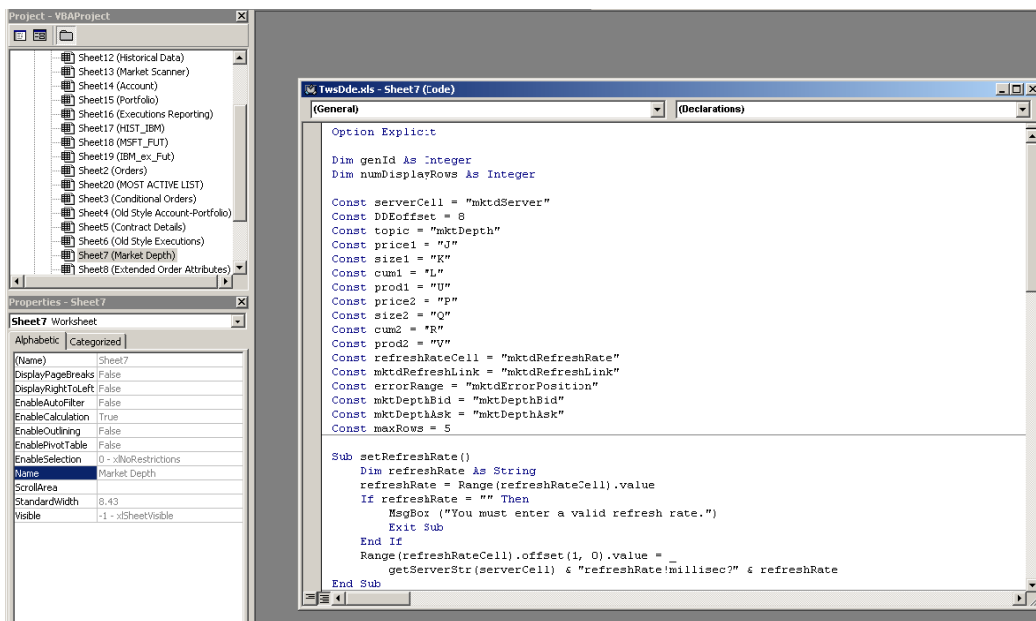 Project - VBAProject
Sheet12 (Historical Data)
Sheet13 (Market Scanner)
Sheet14 (Account)
Sheet15 (Portfolio)
Sheet16 (Executions Reporting)
Sheet17 (HIST_IBM)
Sheet18 (MSFT_FUT)
Sheet19 (IBM_ex_Fut)
Sheet2 (Orders)
Sheet20 (MOST ACTIVE LIST)
Sheet3 (Conditional Orders)
Sheet4 (Old Style Account-Portfolio)
Sheet5 (Contract Details)
Sheet6 (Old Style Executions)
Sheet7 (Market Depth)
Sheet8 (Extended Order Attributes)
Properties - Sheet7
Sheet7 Worksheet
Alphabetic Categorized
(Name) Sheet7
DisplayPageBreaks False
DisplayRightToLeft False
EnableAutoFilter False
EnableCalculation True
EnableOutlining False
EnablePivotTable False
EnableSelection 0 - xlNoRestrictions
Name Market Depth
ScrollArea
StandardWidth 8.43
Visible -1 - xlSheetVisible
TwsDde.xls - Sheet7 (Code)
(General) (Declarations)
Option Explicit
Dim genId As Integer
Dim numDisplayRows As Integer
Const serverCell = "mktdServer"
Const DDEoffset = 8
Const topic = "mktDepth"
Const price1 = "J"
Const size1 = "K"
Const cum1 = "L"
Const prod1 = "U"
Const price2 = "P"
Const size2 = "Q"
Const cum2 = "R"
Const prod2 = "V"
Const refreshRateCell = "mktdRefreshRate"
Const mktdRefreshLink = "mktdRefreshLink"
Const errorRange = "mktdErrorPosition"
Const mktDepthBid = "mktDepthBid"
Const mktDepthAsk = "mktDepthAsk"
Const maxRows = 5
Sub setRefreshRate()
Dim refreshRate As String
refreshRate = Range(refreshRateCell).value
If refreshRate = "" Then
MsgBox ("You must enter a valid refresh rate.")
Exit Sub
End If
Range(refreshRateCell).offset(1, 0).value = _
getServerStr(serverCell) & "refreshRate!millisec?" & refreshRate
End Sub